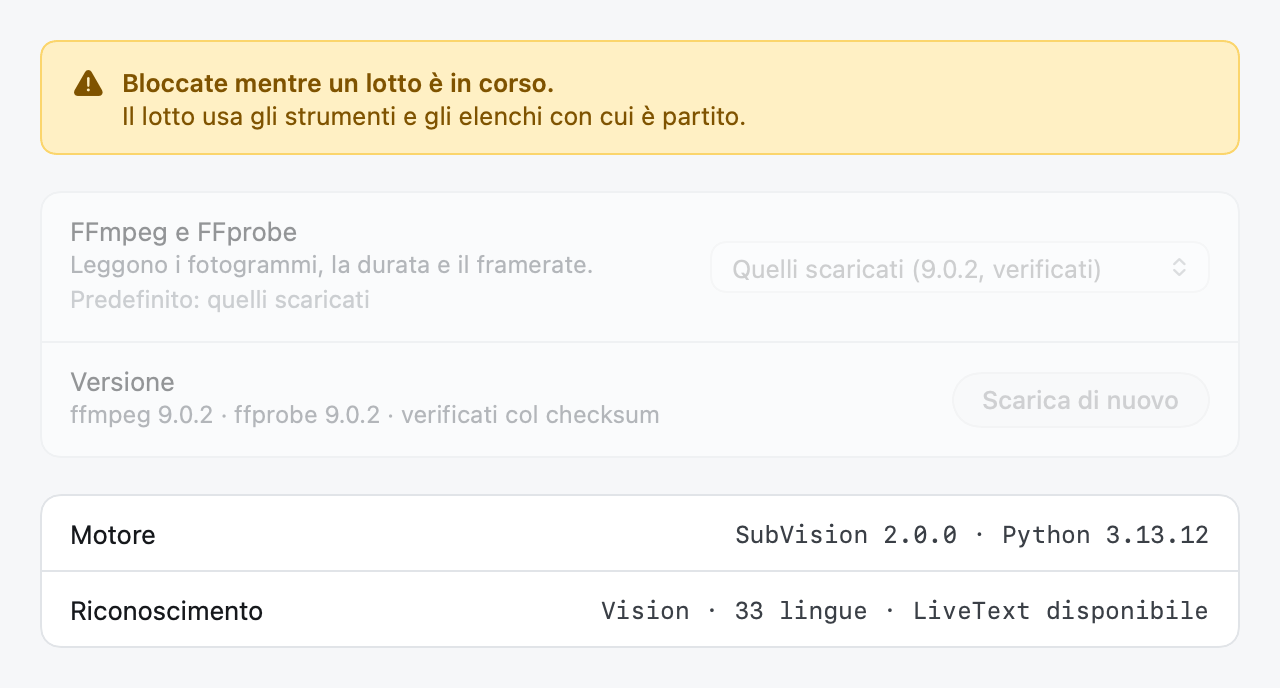 Bloccate mentre un lotto è in corso.
Il lotto usa gli strumenti e gli elenchi con cui è partito.
FFmpeg e FFprobe
Leggono i fotogrammi, la durata e il framerate.
Predefinito: quelli scaricati
Quelli scaricati (9.0.2, verificati)
Versione
ffmpeg 9.0.2 · ffprobe 9.0.2 · verificati col checksum
Scarica di nuovo
Motore
SubVision 2.0.0 · Python 3.13.12
Riconoscimento
Vision · 33 lingue · LiveText disponibile